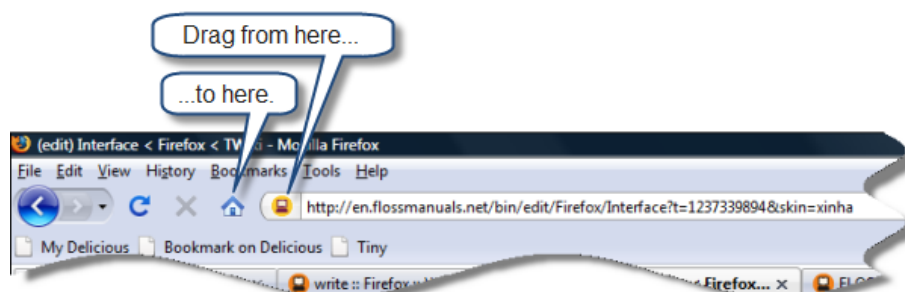 Drag from here...
...to here.
(edit) Interface < Firefox < TWiki - Mozilla Firefox
File Edit View History Bookmarks Tools Help
http://en.flossmanuals.net/bin/edit/Firefox/Interface?t=1237339894&skin=xinha
My Delicious Bookmark on Delicious Tiny
write :: Firefox :: Firefox... FLOS